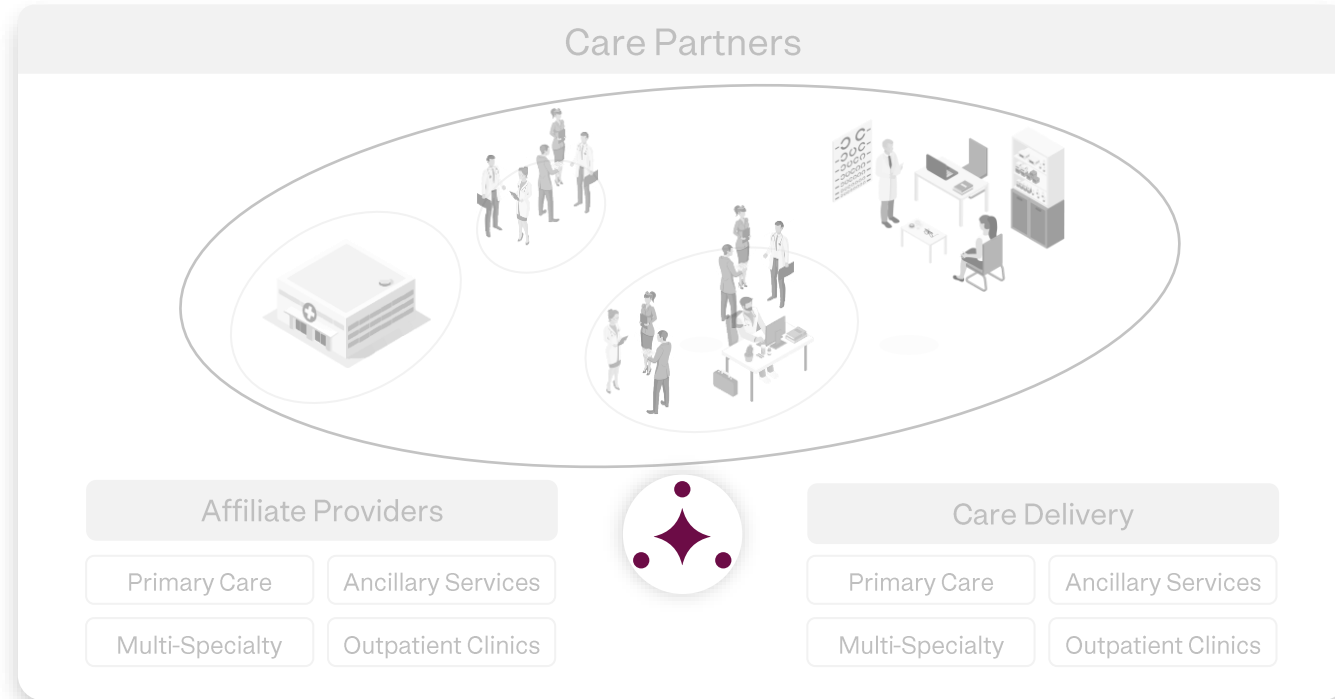 Care Partners
Affiliate Providers
Care Delivery
Primary Care
Ancillary Services
Primary Care
Ancillary Services
Multi-Specialty
Outpatient Clinics
Multi-Specialty
Outpatient Clinics